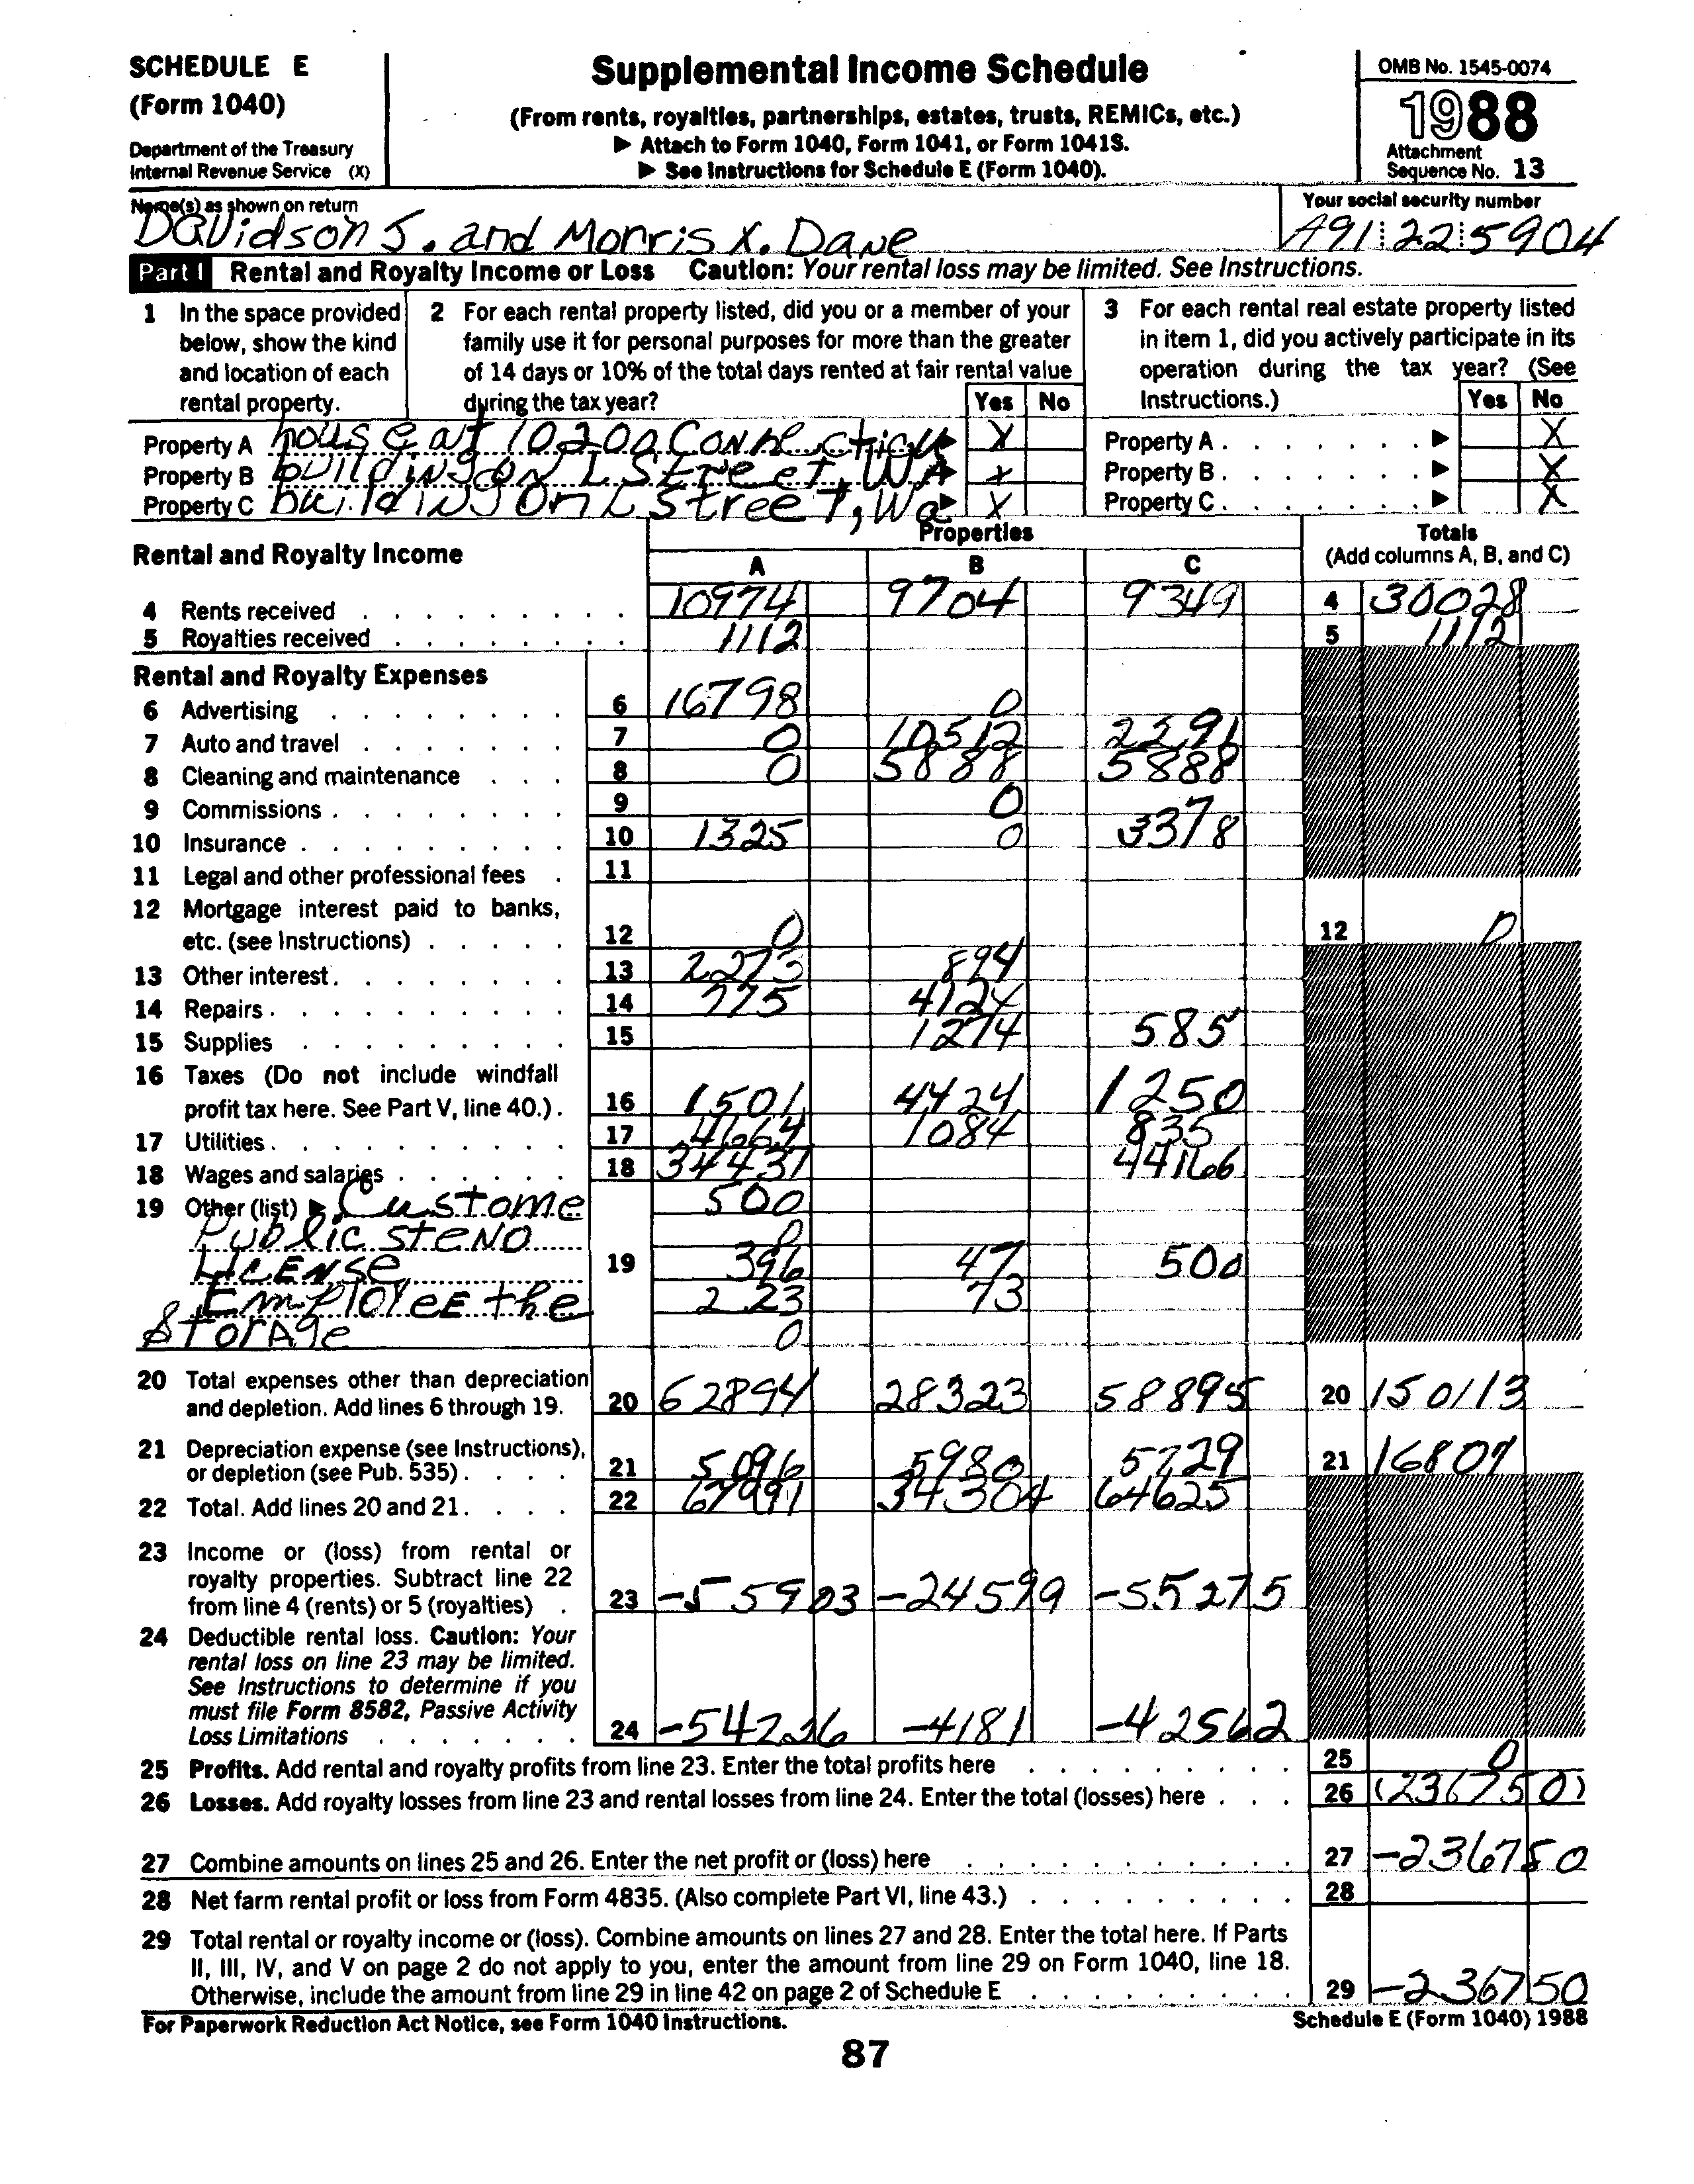 SCHEDULE E
(Form 1040)
Department of the Treasury
Internal Revenue Service (X)
Supplemental Income Schedule
(From rents, royalties, partnerships, estates, trusts, REMICs, etc.)
▶ Attach to Form 1040, Form 1041, or Form 1041S.
▶ See Instructions for Schedule E (Form 1040).
OMB No. 1545-0074
1988
Attachment
Sequence No. 13
Name(s) as shown on return
Davidson J. and Morris X. Dave
Your social security number
A91 22 5904
Part I Rental and Royalty Income or Loss Caution: Your rental loss may be limited. See Instructions.
1 In the space provided below, show the kind and location of each rental property.
2 For each rental property listed, did you or a member of your family use it for personal purposes for more than the greater of 14 days or 10% of the total days rented at fair rental value during the tax year? Yes No
3 For each rental real estate property listed in item 1, did you actively participate in its operation during the tax year? (See Instructions.) Yes No
Property A house at 10200 Connecticu ▶ X Property A ▶ X
Property B building on L Street, WA ▶ X Property B ▶ X
Property C building on L Street, Wa ▶ X Property C ▶ X
Rental and Royalty Income
Properties
A B C
Totals
(Add columns A, B, and C)
4 Rents received 10974 9704 9349 4 30028
5 Royalties received 1112 5 1112
Rental and Royalty Expenses
6 Advertising 6 16798 0
7 Auto and travel 7 0 10512 2291
8 Cleaning and maintenance 8 0 5888 5888
9 Commissions 9 0
10 Insurance 10 1325 0 3378
11 Legal and other professional fees 11
12 Mortgage interest paid to banks, etc. (see Instructions) 12 0 12 0
13 Other interest 13 2273 894
14 Repairs 14 775 4124
15 Supplies 15 1274 585
16 Taxes (Do not include windfall profit tax here. See Part V, line 40.) 16 1501 4424 1250
17 Utilities 17 4664 1084 835
18 Wages and salaries 18 34437 44166
19 Other (list) ▶ Custome 500
Public steno 0
LICENSE 19 396 47 500
EmploYeE the 223 73
StorAge 0
20 Total expenses other than depreciation and depletion. Add lines 6 through 19. 20 62894 28323 58895 20 150113
21 Depreciation expense (see Instructions), or depletion (see Pub. 535) 21 5096 5980 5729 21 16807
22 Total. Add lines 20 and 21 22 67991 34304 64625
23 Income or (loss) from rental or royalty properties. Subtract line 22 from line 4 (rents) or 5 (royalties) 23 -55903 -24599 -55275
24 Deductible rental loss. Caution: Your rental loss on line 23 may be limited. See Instructions to determine if you must file Form 8582, Passive Activity Loss Limitations 24 -54226 -4181 -42562
25 Profits. Add rental and royalty profits from line 23. Enter the total profits here 25 0
26 Losses. Add royalty losses from line 23 and rental losses from line 24. Enter the total (losses) here 26 (236750)
27 Combine amounts on lines 25 and 26. Enter the net profit or (loss) here 27 -236750
28 Net farm rental profit or loss from Form 4835. (Also complete Part VI, line 43.) 28
29 Total rental or royalty income or (loss). Combine amounts on lines 27 and 28. Enter the total here. If Parts
II, III, IV, and V on page 2 do not apply to you, enter the amount from line 29 on Form 1040, line 18.
Otherwise, include the amount from line 29 in line 42 on page 2 of Schedule E 29 -236750
For Paperwork Reduction Act Notice, see Form 1040 Instructions. Schedule E (Form 1040) 1988
87